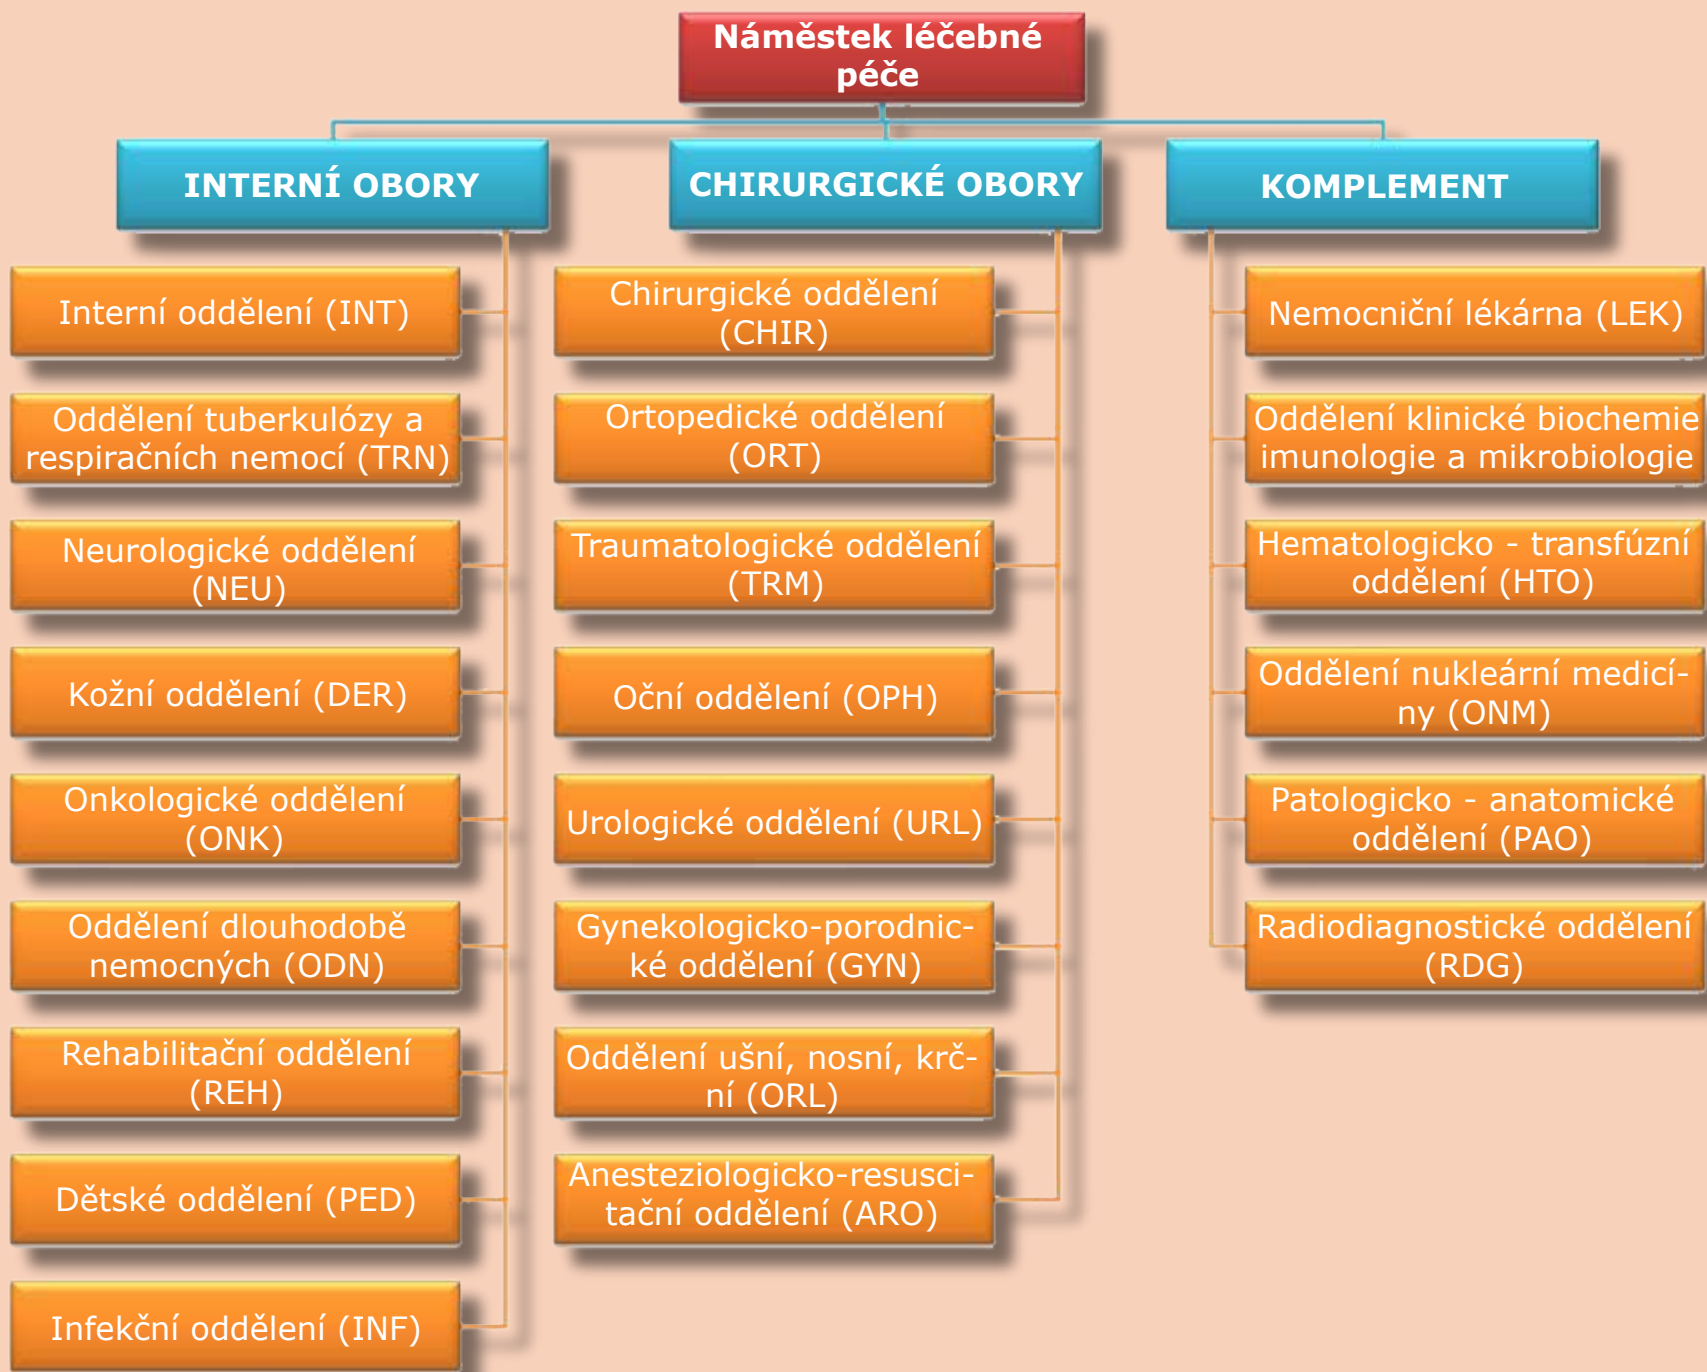 Náměstek léčebné
péče
INTERNÍ OBORY
Interní oddělení (INT)
Oddělení tuberkulózy a
respiračních nemocí (TRN)
Neurologické oddělení
(NEU)
Kožní oddělení (DER)
Onkologické oddělení
(ONK)
Oddělení dlouhodobě
nemocných (ODN)
Rehabilitační oddělení
(REH)
Dětské oddělení (PED)
Infekční oddělení (INF)
CHIRURGICKÉ OBORY
Chirurgické oddělení
(CHIR)
Ortopedické oddělení
(ORT)
Traumatologické oddělení
(TRM)
Oční oddělení (OPH)
Urologické oddělení (URL)
Gynekologicko-porodnic-
ké oddělení (GYN)
Oddělení ušní, nosní, krč-
ní (ORL)
Anesteziologicko-resusci-
tační oddělení (ARO)
KOMPLEMENT
Nemocniční lékárna (LEK)
Oddělení klinické biochemie
imunologie a mikrobiologie
Hematologicko - transfúzní
oddělení (HTO)
Oddělení nukleární medicí-
ny (ONM)
Patologicko - anatomické
oddělení (PAO)
Radiodiagnostické oddělení
(RDG)